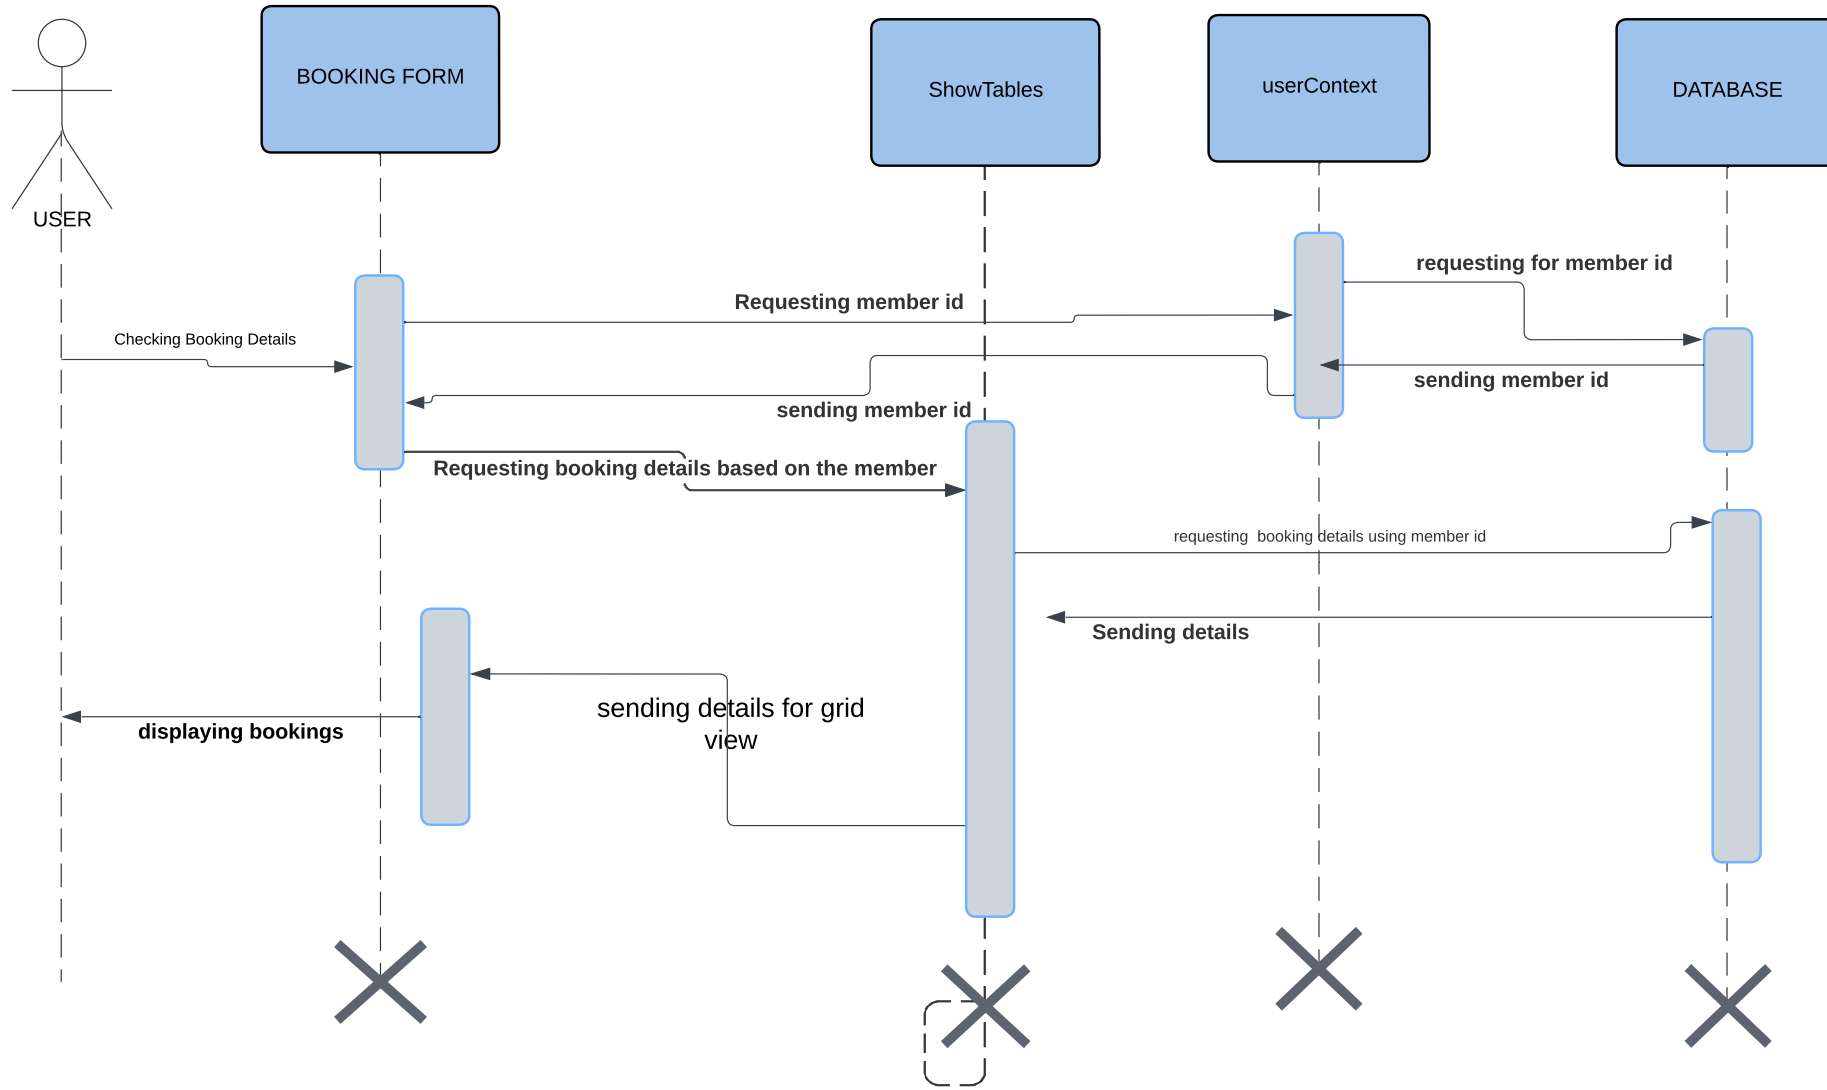 BOOKING FORM
ShowTables
userContext
DATABASE
USER
requesting for member id
Requesting member id
Checking Booking Details
sending member id
sending member id
Requesting booking details based on the member
requesting  booking details using member id
Sending details
sending details for grid
view
displaying bookings